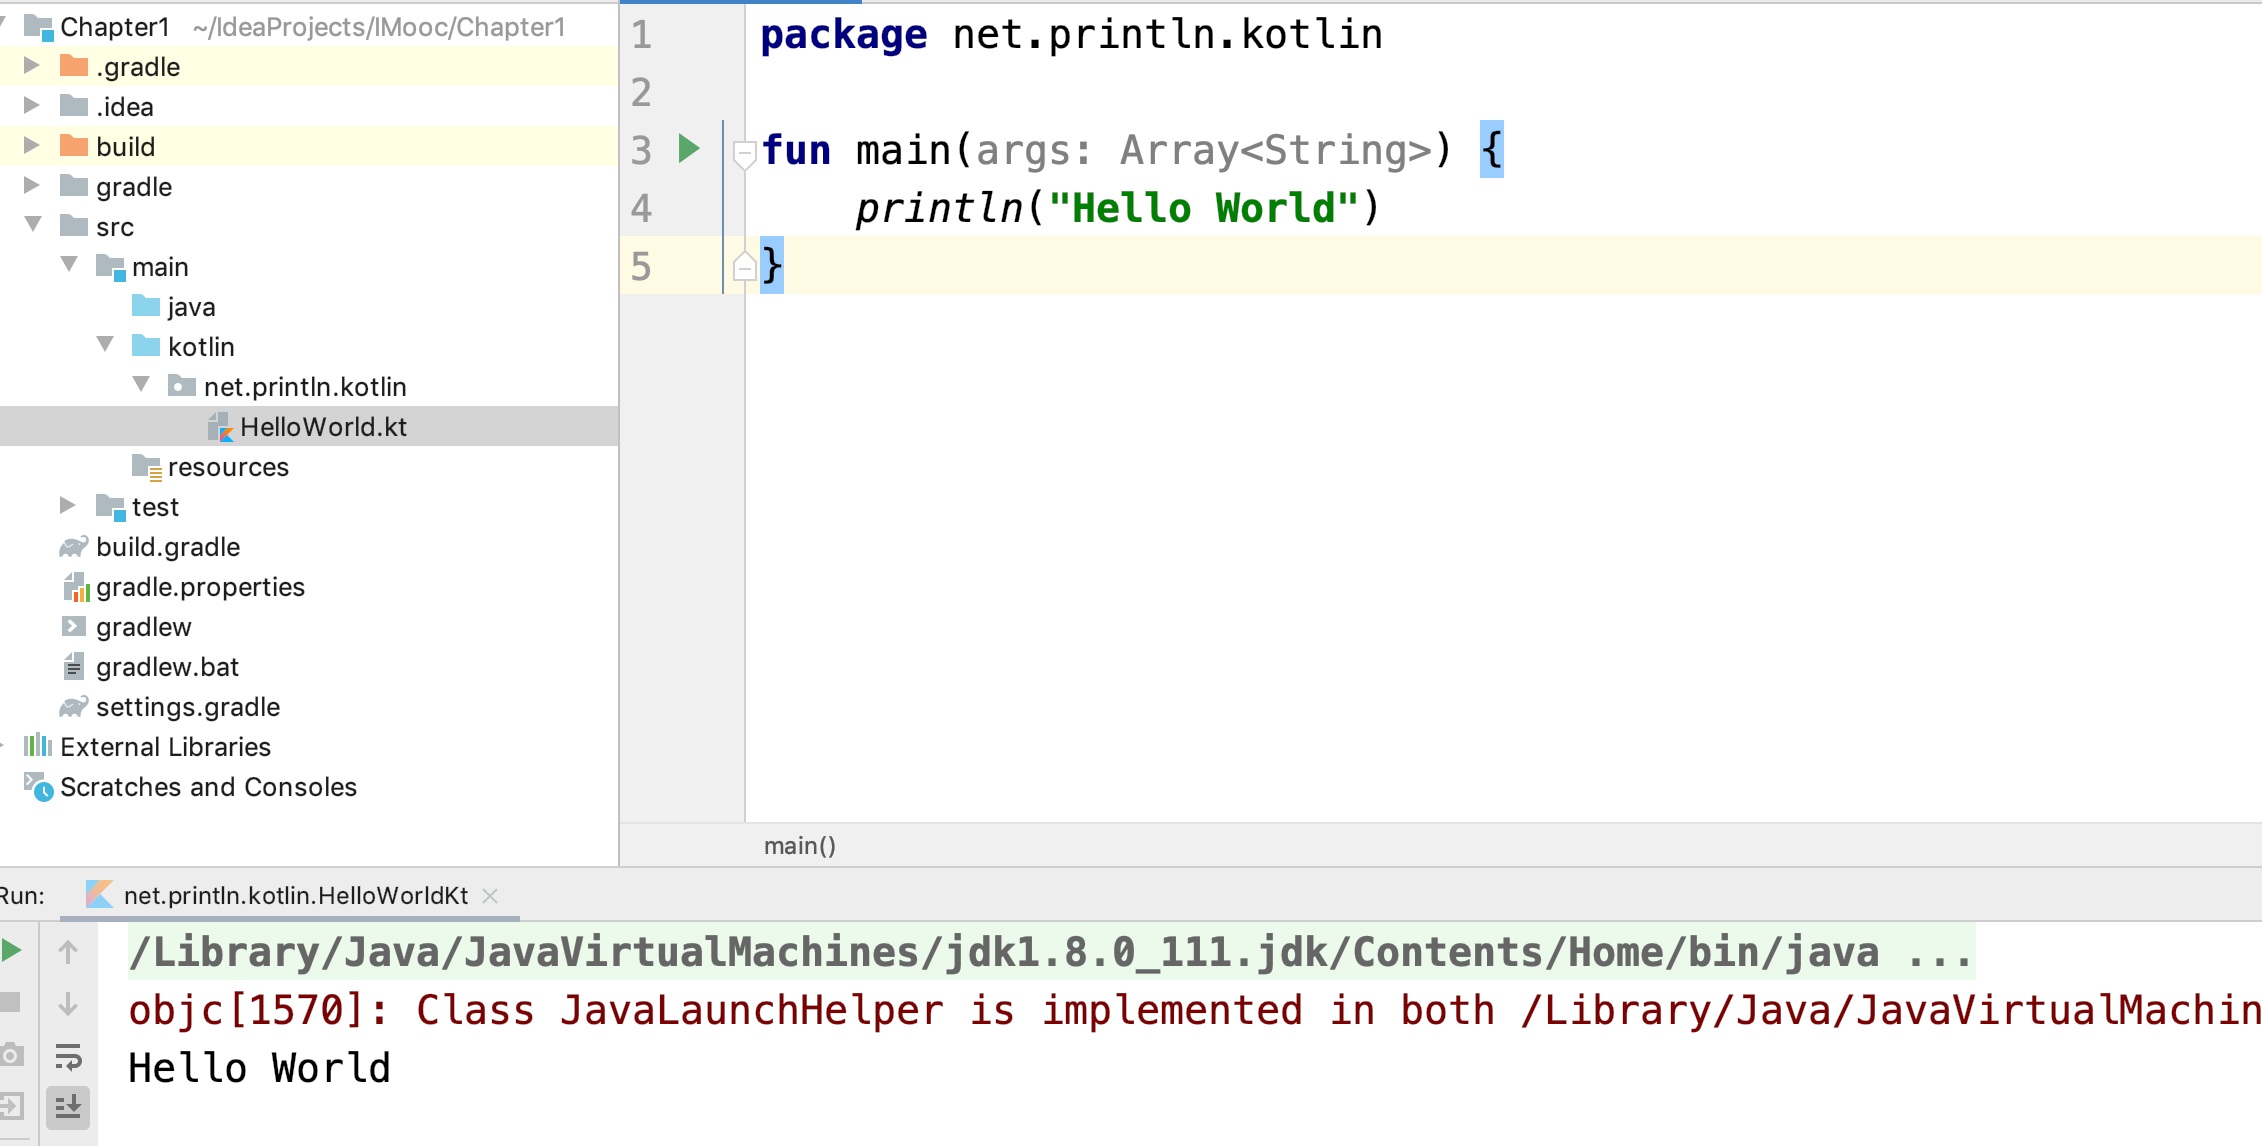 Chapter1 ~/IdeaProjects/IMooc/Chapter1
.gradle
.idea
build
gradle
src
main
java
kotlin
net.println.kotlin
HelloWorld.kt
resources
test
build.gradle
gradle.properties
gradlew
gradlew.bat
settings.gradle
External Libraries
Scratches and Consoles
1 package net.println.kotlin
2
3 fun main(args: Array<String>) {
4     println("Hello World")
5 }
main()
Run: net.println.kotlin.HelloWorldKt
/Library/Java/JavaVirtualMachines/jdk1.8.0_111.jdk/Contents/Home/bin/java ...
objc[1570]: Class JavaLaunchHelper is implemented in both /Library/Java/JavaVirtualMachin
Hello World